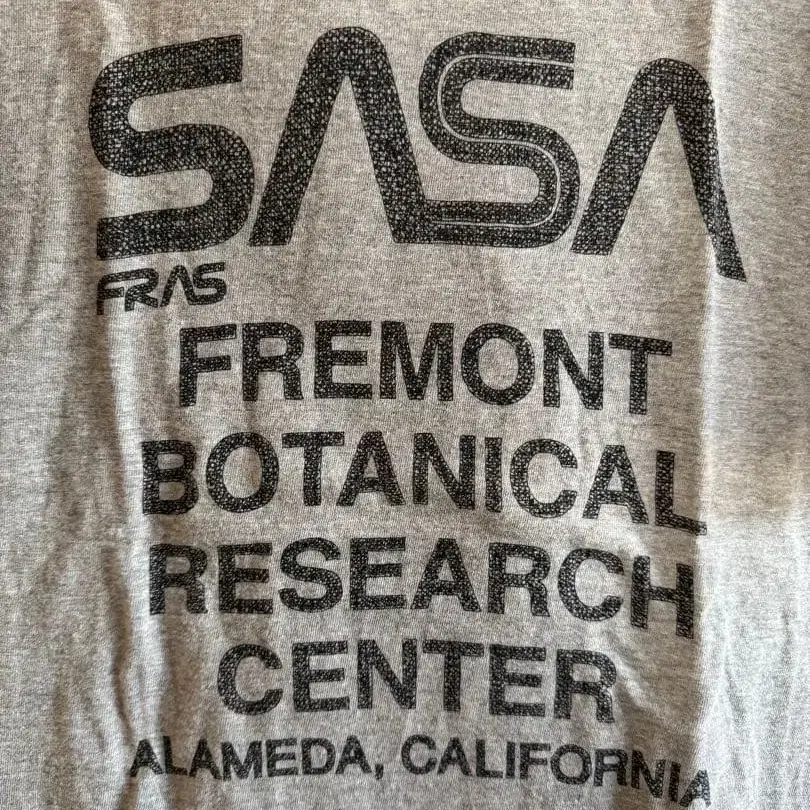 SASA
FRAS
FREMONT
BOTANICAL
RESEARCH
CENTER
ALAMEDA, CALIFORNIA